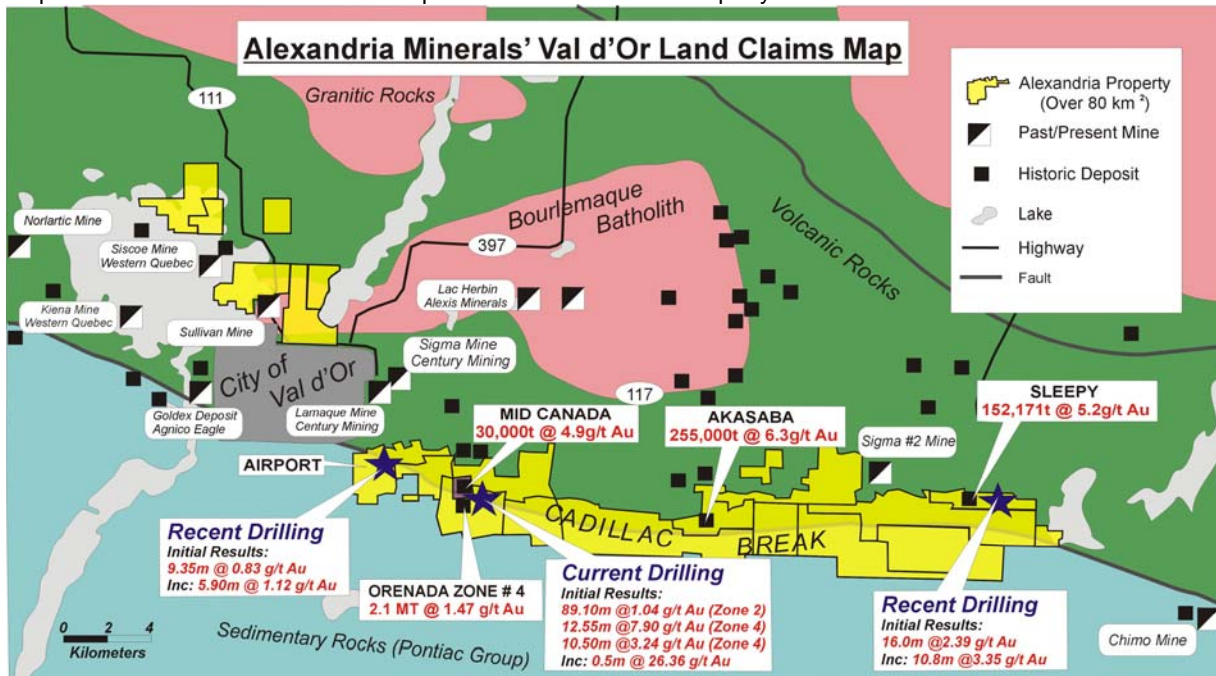 Alexandria Minerals' Val d'Or Land Claims Map
Granitic Rocks
111
Alexandria Property
(Over 80 km ²)
Past/Present Mine
Historic Deposit
Lake
Highway
Fault
Norlartic Mine
Siscoe Mine
Western Quebec
Bourlemaque
Batholith
397
Volcanic Rocks
Kiena Mine
Western Quebec
Sullivan Mine
Lac Herbin
Alexis Minerals
City of
Val d'Or
Sigma Mine
Century Mining
Goldex Deposit
Agnico Eagle
Lamaque Mine
Century Mining
117
MID CANADA
30,000t @ 4.9g/t Au
AKASABA
255,000t @ 6.3g/t Au
SLEEPY
152,171t @ 5.2g/t Au
Sigma #2 Mine
AIRPORT
CADILLAC
BREAK
Recent Drilling
Initial Results:
9.35m @ 0.83 g/t Au
Inc: 5.90m @ 1.12 g/t Au
ORENADA ZONE # 4
2.1 MT @ 1.47 g/t Au
Current Drilling
Initial Results:
89.10m @1.04 g/t Au (Zone 2)
12.55m @7.90 g/t Au (Zone 4)
10.50m @3.24 g/t Au (Zone 4)
Inc: 0.5m @ 26.36 g/t Au
Recent Drilling
Initial Results:
16.0m @2.39 g/t Au
Inc: 10.8m @3.35 g/t Au
Chimo Mine
0 2 4
Kilometers
Sedimentary Rocks (Pontiac Group)